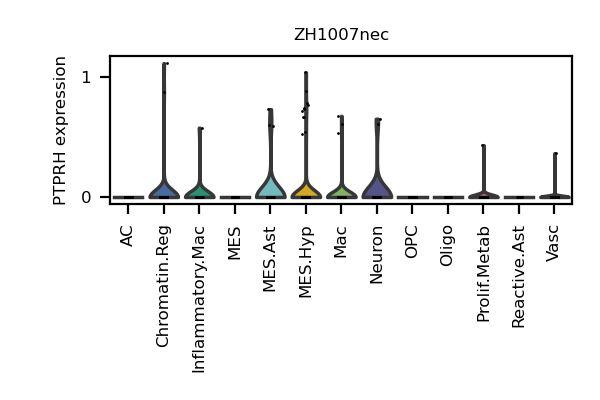 ZH1007nec
PTPRH expression
1
0
AC
Chromatin.Reg
Inflammatory.Mac
MES
MES.Ast
MES.Hyp
Mac
Neuron
OPC
Oligo
Prolif.Metab
Reactive.Ast
Vasc